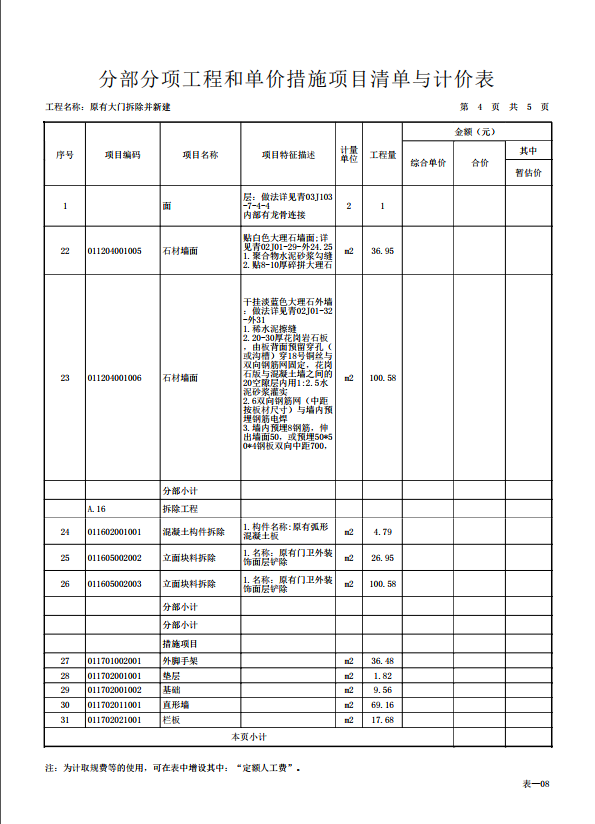 分部分项工程和单价措施项目清单与计价表
工程名称：原有大门拆除并新建 第 4 页 共 5 页
序号 项目编码 项目名称 项目特征描述 计量单位 工程量 金额（元）
综合单价 合价 其中
暂估价
1 面 层：做法详见青03J103
-7-4-4
内部有龙骨连接 2 1
22 011204001005 石材墙面 贴白色大理石墙面;详
见青02J01-29-外24.25
1.聚合物水泥砂浆勾缝
2.贴8-10厚碎拼大理石 m2 36.95
23 011204001006 石材墙面 干挂淡蓝色大理石外墙
：做法详见青02J01-32
-外31
1.稀水泥擦缝
2.20-30厚花岗岩石板
，由板背面预留穿孔（
或沟槽）穿18号铜丝与
双向钢筋网固定，花岗
石版与混凝土墙之间的
20空隙层内用1:2.5水
泥砂浆灌实
2.6双向钢筋网（中距
按板材尺寸）与墙内预
埋钢筋电焊
3.墙内预埋8钢筋，伸
出墙面50，或预埋50*5
0*4钢板双向中距700， m2 100.58
分部小计
A.16 拆除工程
24 011602001001 混凝土构件拆除 1.构件名称:原有弧形
混凝土板 m2 4.79
25 011605002002 立面块料拆除 1.名称：原有门卫外装
饰面层铲除 m2 26.95
26 011605002003 立面块料拆除 1.名称：原有门卫外装
饰面层铲除 m2 100.58
分部小计
分部小计
措施项目
27 011701002001 外脚手架 m2 36.48
28 011702001001 垫层 m2 1.82
29 011702001002 基础 m2 9.56
30 011702011001 直形墙 m2 69.16
31 011702021001 栏板 m2 17.68
本页小计
注：为计取规费等的使用，可在表中增设其中：“定额人工费”。
表—08